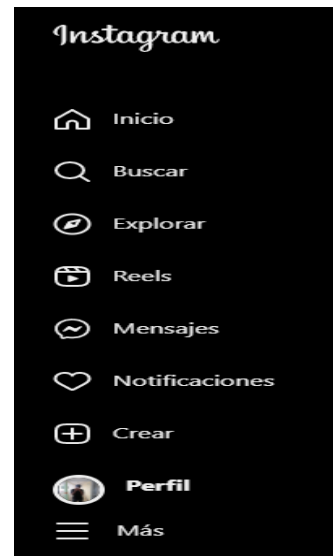 Instagram
Inicio
Buscar
Explorar
Reels
Mensajes
Notificaciones
Crear
Perfil
Más